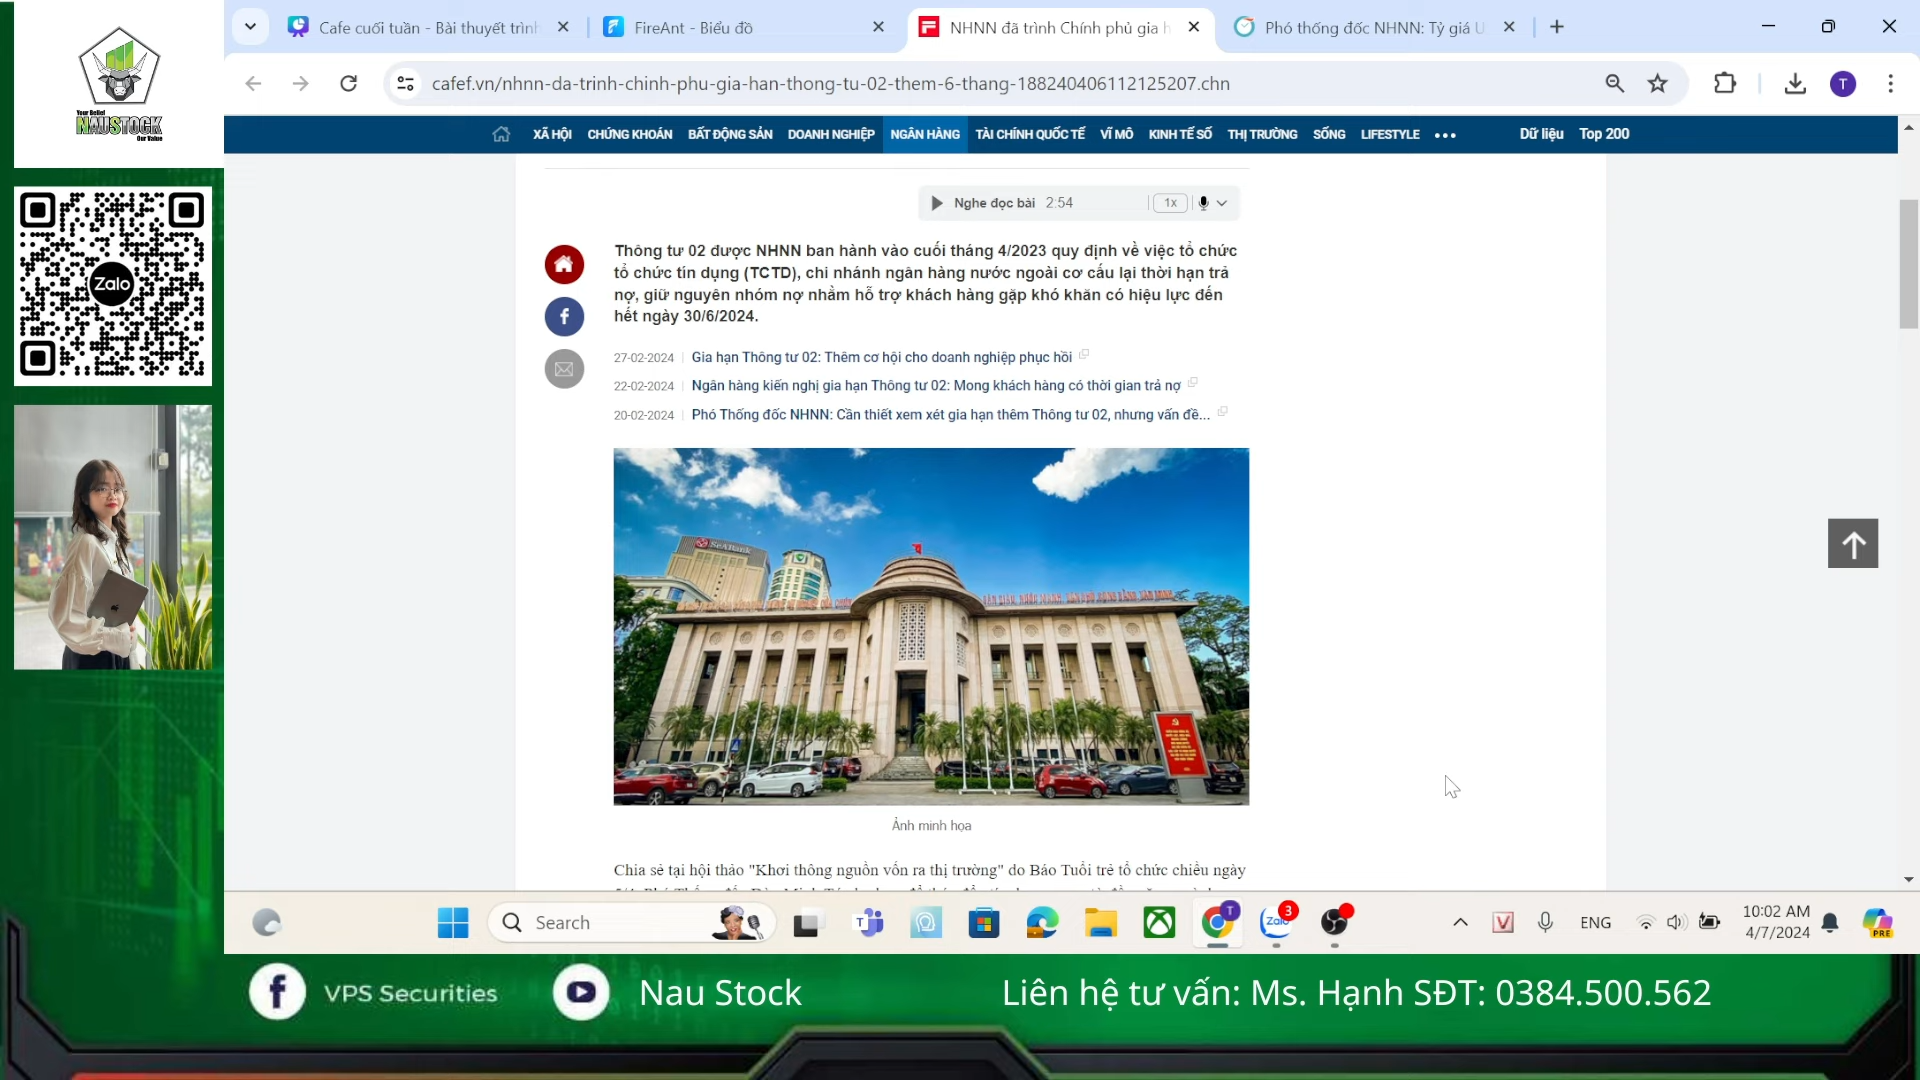 Your Belief
NAUSTOCK
Our Value
Zalo
Cafe cuối tuần - Bài thuyết trình
FireAnt - Biểu đồ
NHNN đã trình Chính phủ gia h
Phó thống đốc NHNN: Tỷ giá U
cafef.vn/nhnn-da-trinh-chinh-phu-gia-han-thong-tu-02-them-6-thang-188240406112125207.chn
T
XÃ HỘI CHỨNG KHOÁN BẤT ĐỘNG SẢN DOANH NGHIỆP NGÂN HÀNG TÀI CHÍNH QUỐC TẾ VĨ MÔ KINH TẾ SỐ THỊ TRƯỜNG SỐNG LIFESTYLE Dữ liệu Top 200
Nghe đọc bài 2:54 1x
Thông tư 02 được NHNN ban hành vào cuối tháng 4/2023 quy định về việc tổ chức
tổ chức tín dụng (TCTD), chi nhánh ngân hàng nước ngoài cơ cấu lại thời hạn trả
nợ, giữ nguyên nhóm nợ nhằm hỗ trợ khách hàng gặp khó khăn có hiệu lực đến
hết ngày 30/6/2024.
27-02-2024 Gia hạn Thông tư 02: Thêm cơ hội cho doanh nghiệp phục hồi
22-02-2024 Ngân hàng kiến nghị gia hạn Thông tư 02: Mong khách hàng có thời gian trả nợ
20-02-2024 Phó Thống đốc NHNN: Cần thiết xem xét gia hạn thêm Thông tư 02, nhưng vấn đề...
SeABank
Ảnh minh họa
Chia sẻ tại hội thảo "Khơi thông nguồn vốn ra thị trường" do Báo Tuổi trẻ tổ chức chiều ngày
Search
T
Zalo
3
ENG
10:02 AM
4/7/2024
PRE
VPS Securities
Nau Stock
Liên hệ tư vấn: Ms. Hạnh SĐT: 0384.500.562